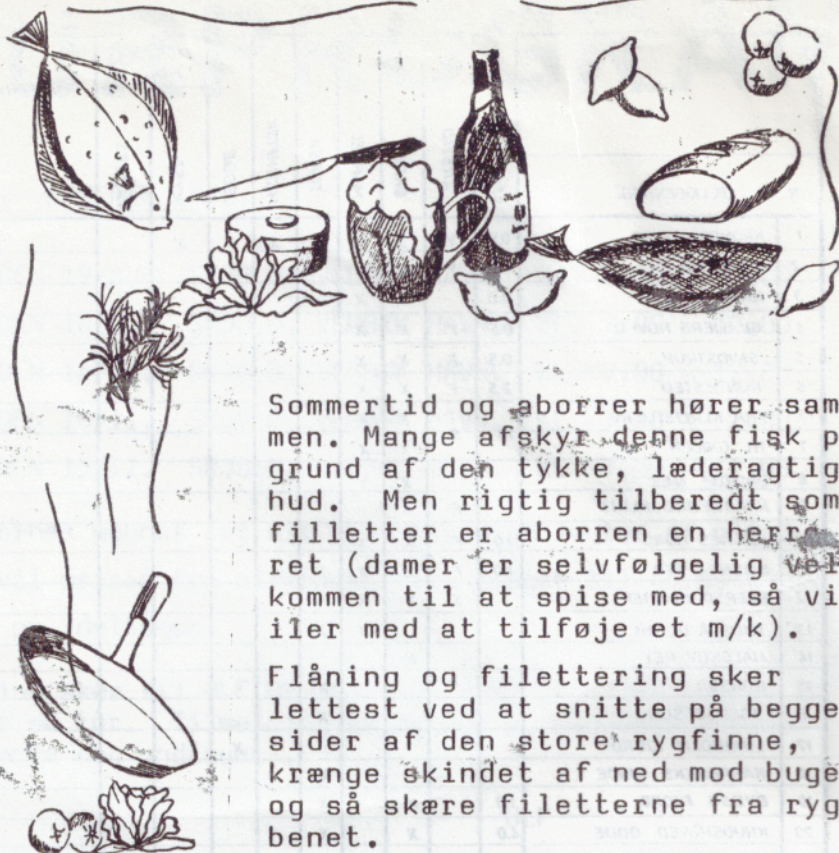 Sommertid og aborrer hører sam
men. Mange afskyr denne fisk p
grund af den tykke, læderagtig
hud. Men rigtig tilberedt som
filletter er aborren en herre
ret (damer er selvfølgelig vel
kommen til at spise med, så vi
iler med at tilføje et m/k).
Flåning og filettering sker
lettest ved at snitte på begge
sider af den store rygfinne,
krænge skindet af ned mod buge
og så skære filetterne fra ryg
benet.